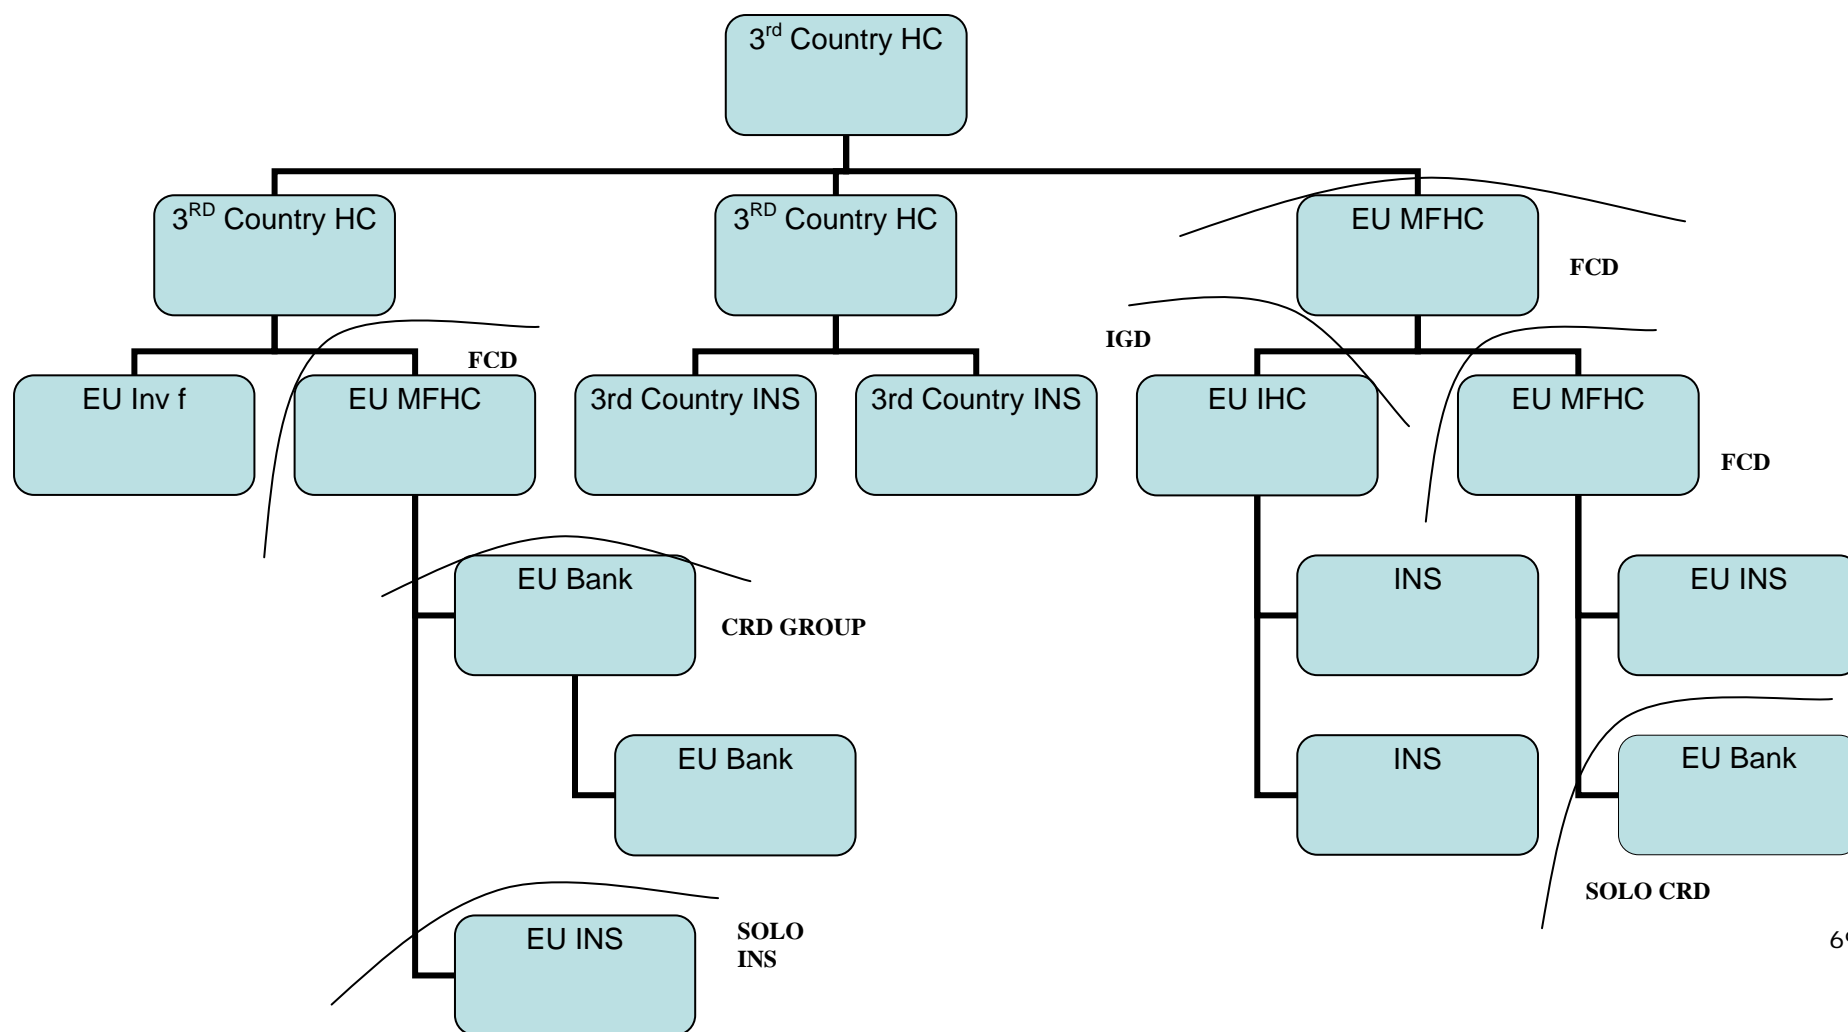 3rd Country HC
3RD Country HC
3RD Country HC
EU MFHC
FCD
IGD
FCD
EU Inv f
EU MFHC
3rd Country INS
3rd Country INS
EU IHC
EU MFHC
FCD
EU Bank
INS
EU INS
CRD GROUP
EU Bank
INS
EU Bank
SOLO CRD
EU INS
SOLO
INS